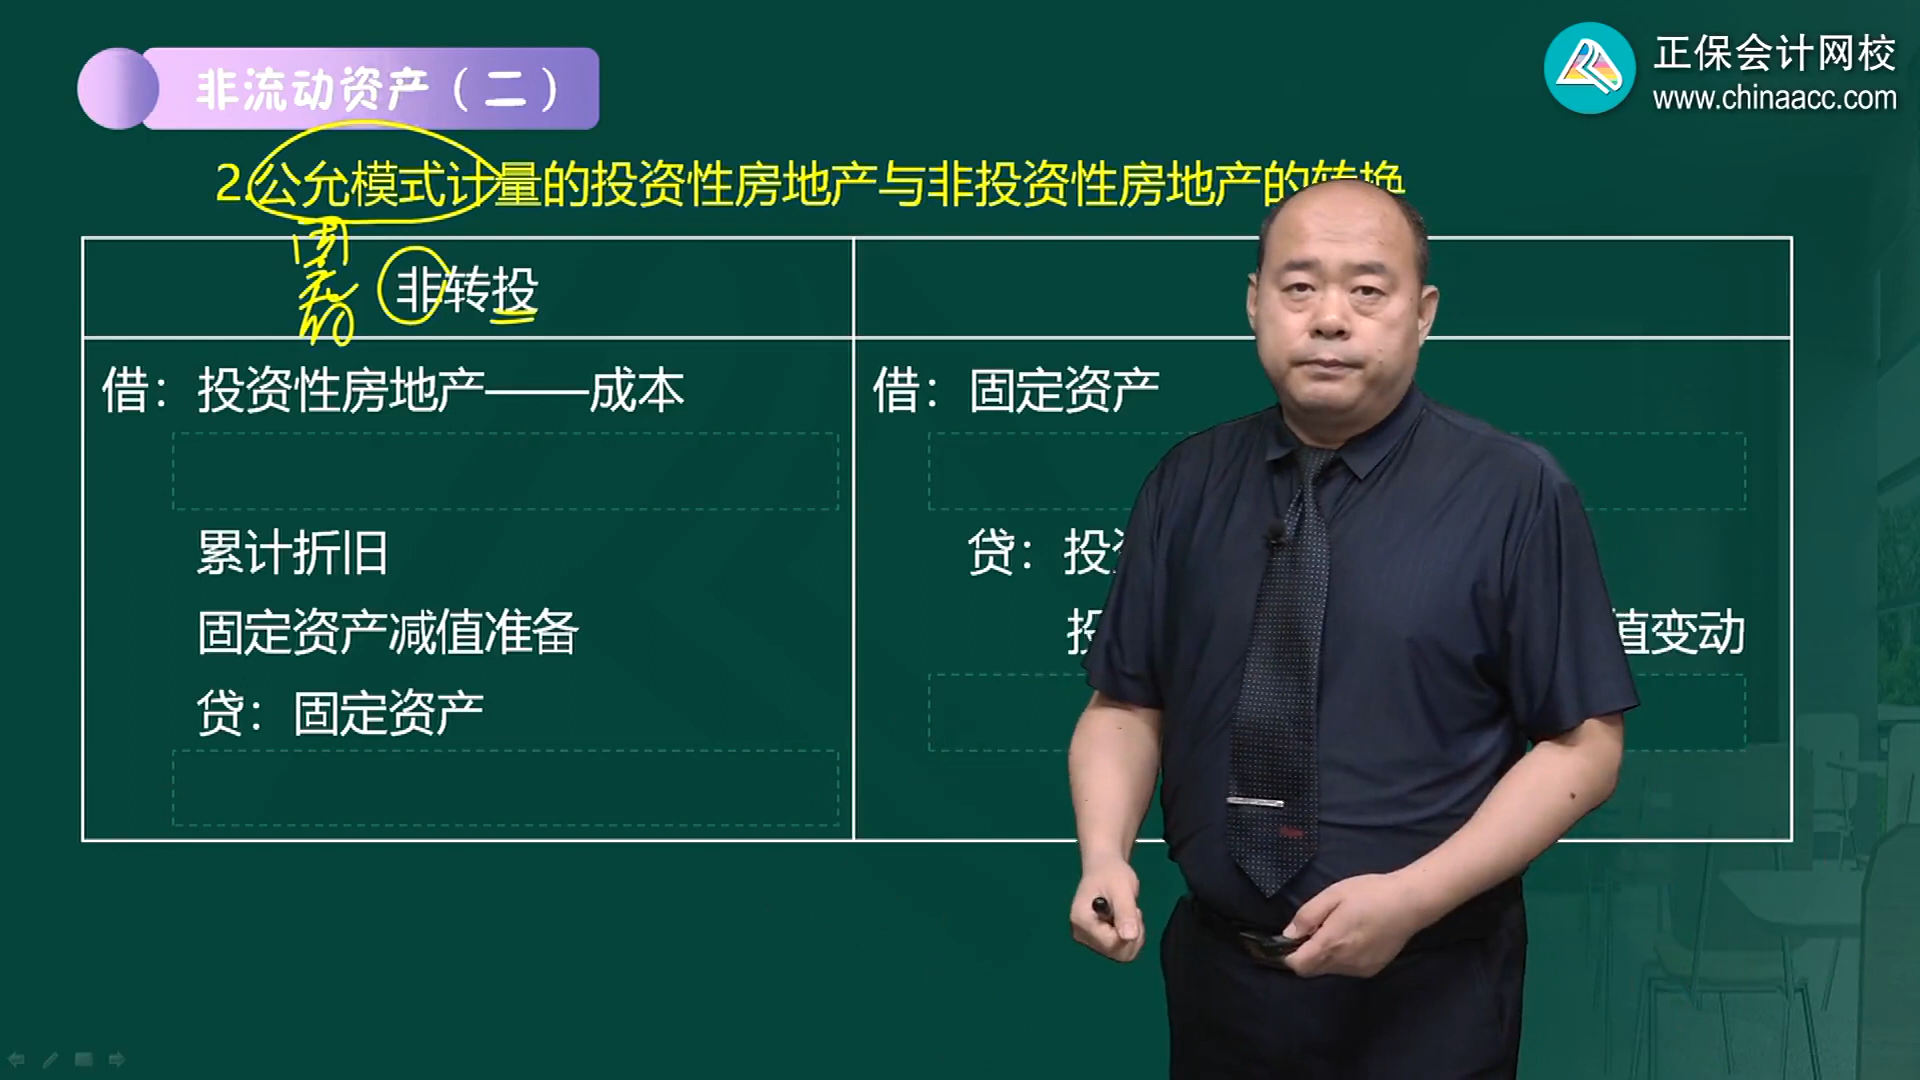 非流动资产（二）
正保会计网校
www.chinaacc.com
2.公允模式计量的投资性房地产与非投资性房地产的转换
非转投
借：投资性房地产——成本
累计折旧
固定资产减值准备
贷：固定资产
借：固定资产
贷：投资
投
值变动